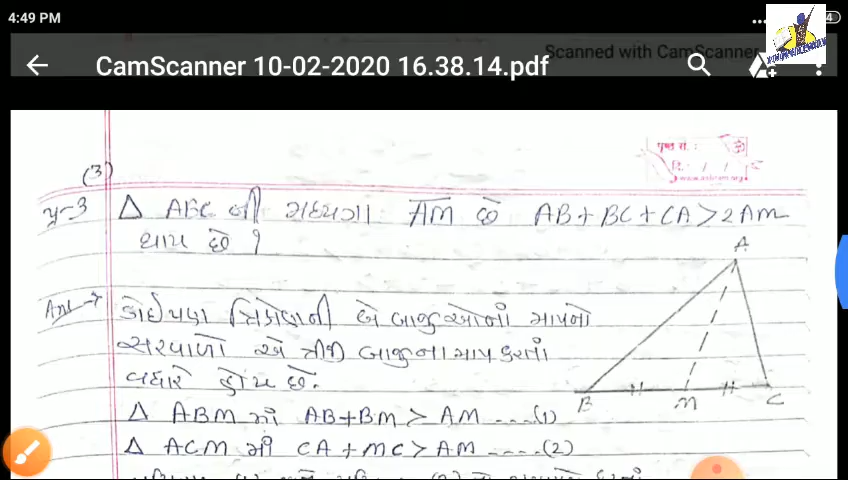 4:49 PM
Scanned with CamScanner
CamScanner 10-02-2020 16.38.14.pdf
पृष्ठ सं. :
दि. : / /
(3)
પ્ર-3 △ ABC ની મધ્યગા AM છે AB + BC + CA > 2AM
થાય છે ?
A
Ans → કોઈપણ ત્રિકોણની બે બાજુઓનાં માપનો
સરવાળો એ ત્રીજી બાજુના માપ કરતાં
વધારે હોય છે.
B M C
△ ABM માં AB + BM > AM ....(1)
△ ACM માં CA + MC > AM ....(2)